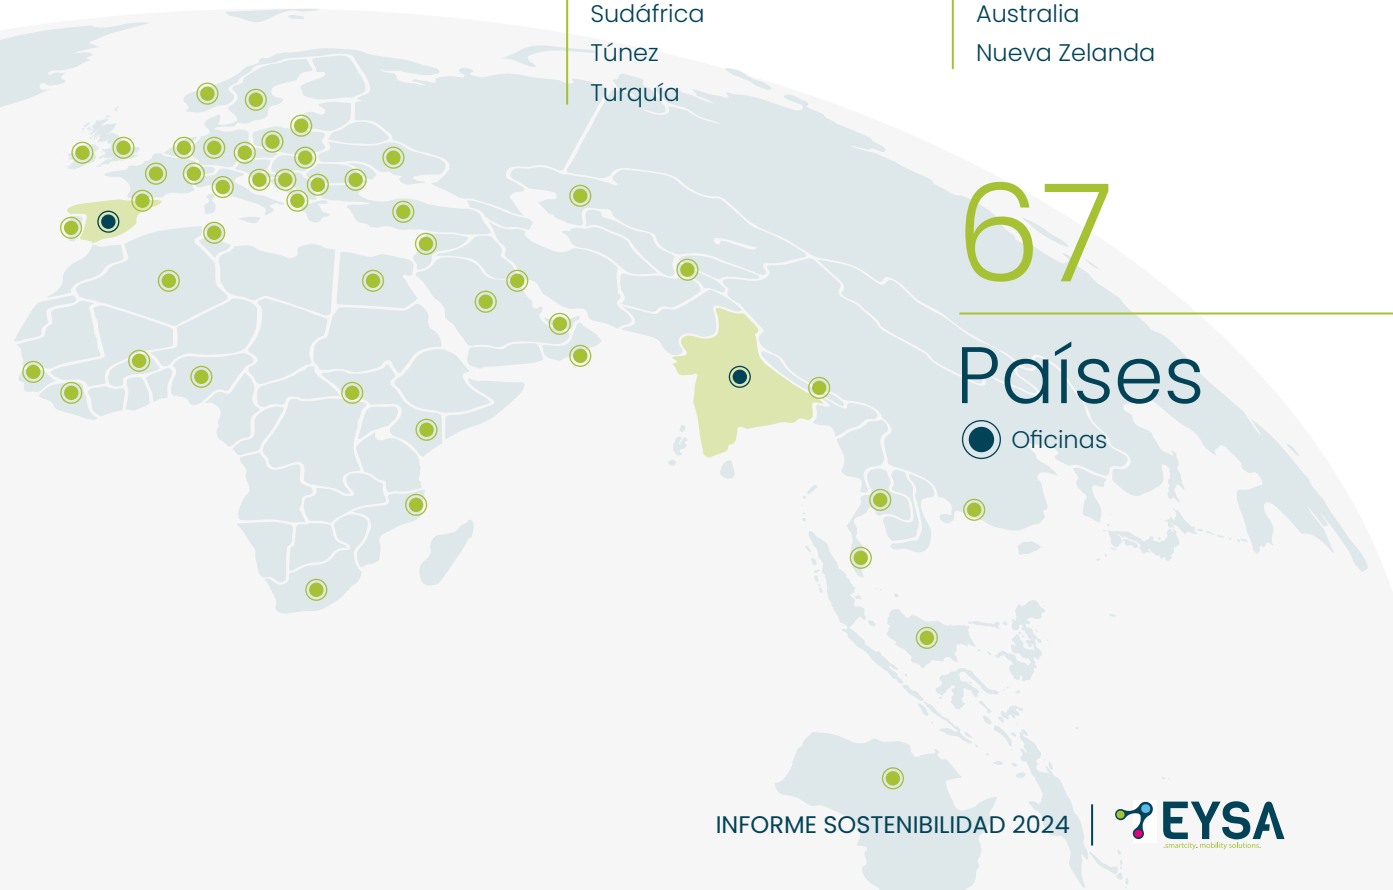 Sudáfrica
Túnez
Turquía
Australia
Nueva Zelanda
67
Países
Oficinas
INFORME SOSTENIBILIDAD 2024
EYSA
.smartcity. mobility solutions.